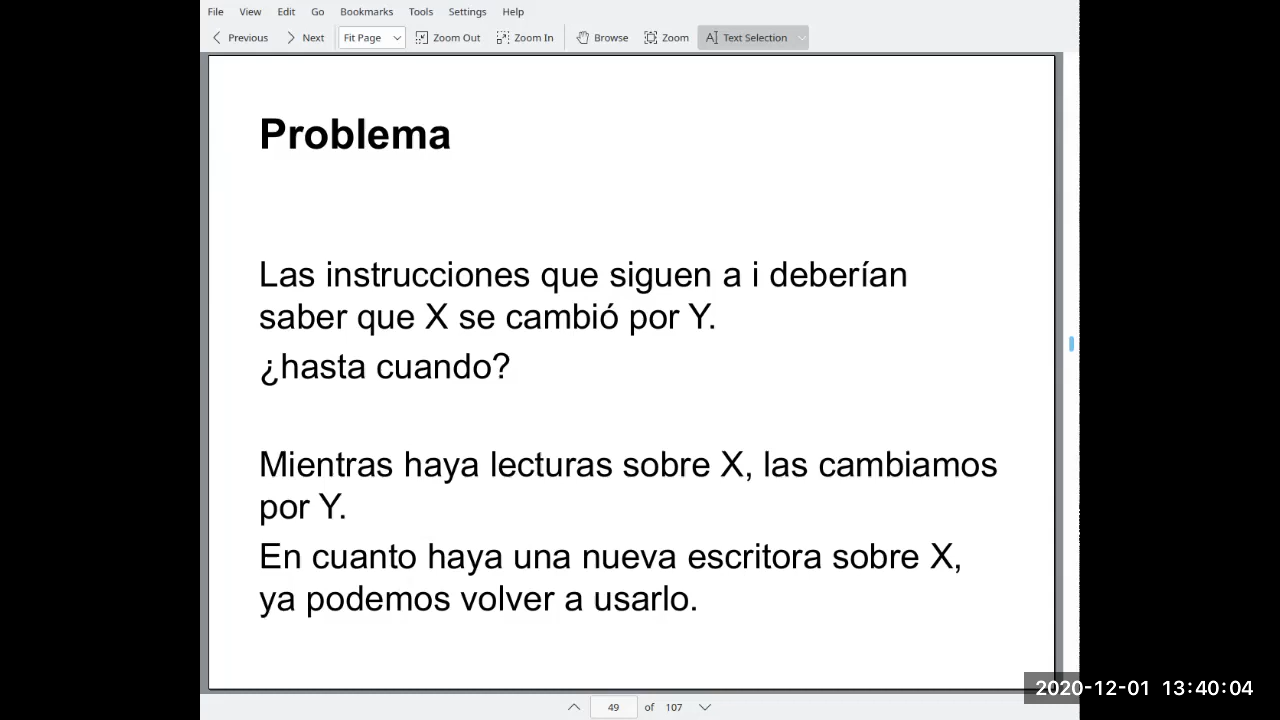 File View Edit Go Bookmarks Tools Settings Help
Previous Next Fit Page Zoom Out Zoom In Browse Zoom Text Selection
Problema
Las instrucciones que siguen a i deberían
saber que X se cambió por Y.
¿hasta cuando?
Mientras haya lecturas sobre X, las cambiamos
por Y.
En cuanto haya una nueva escritora sobre X,
ya podemos volver a usarlo.
2020-12-01 13:40:04
49 of 107